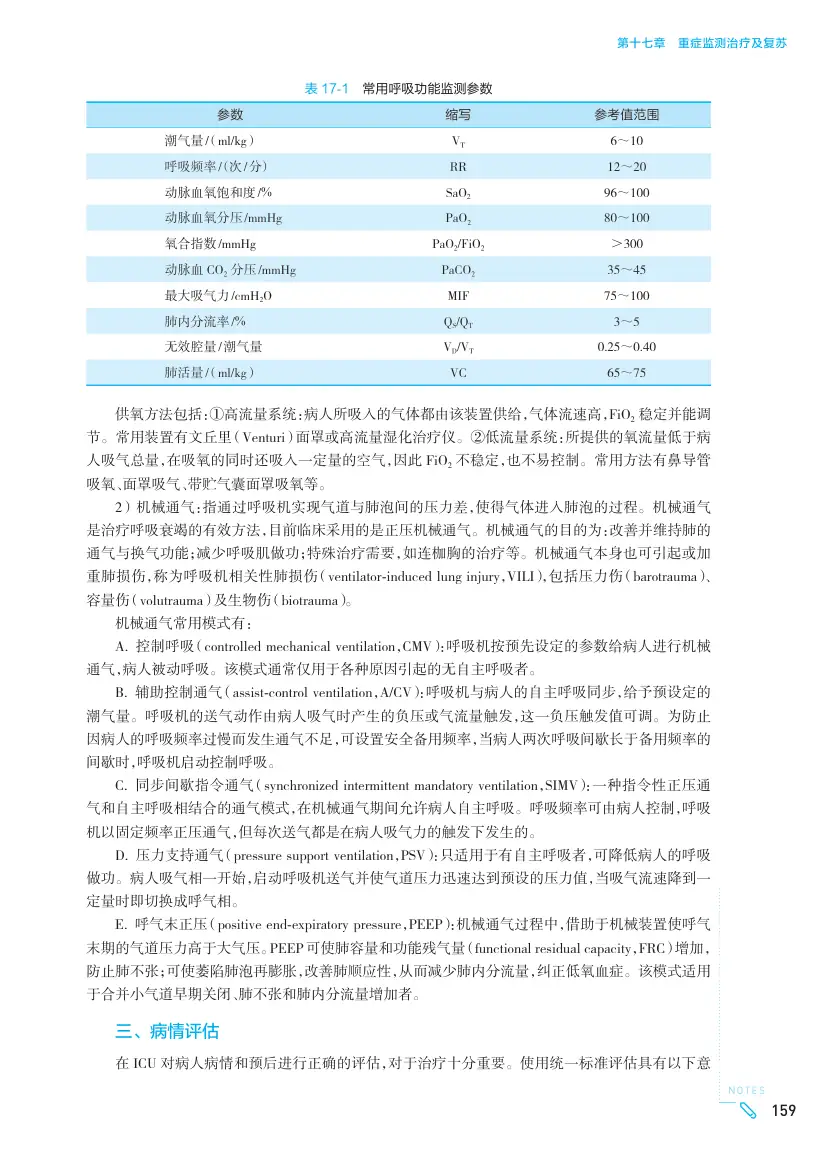 第十七章 重症监测治疗及复苏
表 17-1 常用呼吸功能监测参数
参数 缩写 参考值范围
潮气量/(ml/kg) V_T 6～10
呼吸频率/(次/分) RR 12～20
动脉血氧饱和度/% SaO₂ 96～100
动脉血氧分压/mmHg PaO₂ 80～100
氧合指数/mmHg PaO₂/FiO₂ ＞300
动脉血 CO₂ 分压/mmHg PaCO₂ 35～45
最大吸气力/cmH₂O MIF 75～100
肺内分流率/% Q_S/Q_T 3～5
无效腔量/潮气量 V_D/V_T 0.25～0.40
肺活量/(ml/kg) VC 65～75
供氧方法包括:①高流量系统:病人所吸入的气体都由该装置供给,气体流速高,FiO₂ 稳定并能调
节。常用装置有文丘里(Venturi)面罩或高流量湿化治疗仪。②低流量系统:所提供的氧流量低于病
人吸气总量,在吸氧的同时还吸入一定量的空气,因此 FiO₂ 不稳定,也不易控制。常用方法有鼻导管
吸氧、面罩吸气、带贮气囊面罩吸氧等。
2）机械通气:指通过呼吸机实现气道与肺泡间的压力差,使得气体进入肺泡的过程。机械通气
是治疗呼吸衰竭的有效方法,目前临床采用的是正压机械通气。机械通气的目的为:改善并维持肺的
通气与换气功能;减少呼吸肌做功;特殊治疗需要,如连枷胸的治疗等。机械通气本身也可引起或加
重肺损伤,称为呼吸机相关性肺损伤(ventilator-induced lung injury,VILI),包括压力伤(barotrauma)、
容量伤(volutrauma)及生物伤(biotrauma)。
机械通气常用模式有:
A. 控制呼吸(controlled mechanical ventilation,CMV):呼吸机按预先设定的参数给病人进行机械
通气,病人被动呼吸。该模式通常仅用于各种原因引起的无自主呼吸者。
B. 辅助控制通气(assist-control ventilation,A/CV):呼吸机与病人的自主呼吸同步,给予预设定的
潮气量。呼吸机的送气动作由病人吸气时产生的负压或气流量触发,这一负压触发值可调。为防止
因病人的呼吸频率过慢而发生通气不足,可设置安全备用频率,当病人两次呼吸间歇长于备用频率的
间歇时,呼吸机启动控制呼吸。
C. 同步间歇指令通气(synchronized intermittent mandatory ventilation,SIMV):一种指令性正压通
气和自主呼吸相结合的通气模式,在机械通气期间允许病人自主呼吸。呼吸频率可由病人控制,呼吸
机以固定频率正压通气,但每次送气都是在病人吸气力的触发下发生的。
D. 压力支持通气(pressure support ventilation,PSV):只适用于有自主呼吸者,可降低病人的呼吸
做功。病人吸气相一开始,启动呼吸机送气并使气道压力迅速达到预设的压力值,当吸气流速降到一
定量时即切换成呼气相。
E. 呼气末正压(positive end-expiratory pressure,PEEP):机械通气过程中,借助于机械装置使呼气
末期的气道压力高于大气压。PEEP 可使肺容量和功能残气量(functional residual capacity,FRC)增加,
防止肺不张;可使萎陷肺泡再膨胀,改善肺顺应性,从而减少肺内分流量,纠正低氧血症。该模式适用
于合并小气道早期关闭、肺不张和肺内分流量增加者。
三、病情评估
在 ICU 对病人病情和预后进行正确的评估,对于治疗十分重要。使用统一标准评估具有以下意
NOTES
159